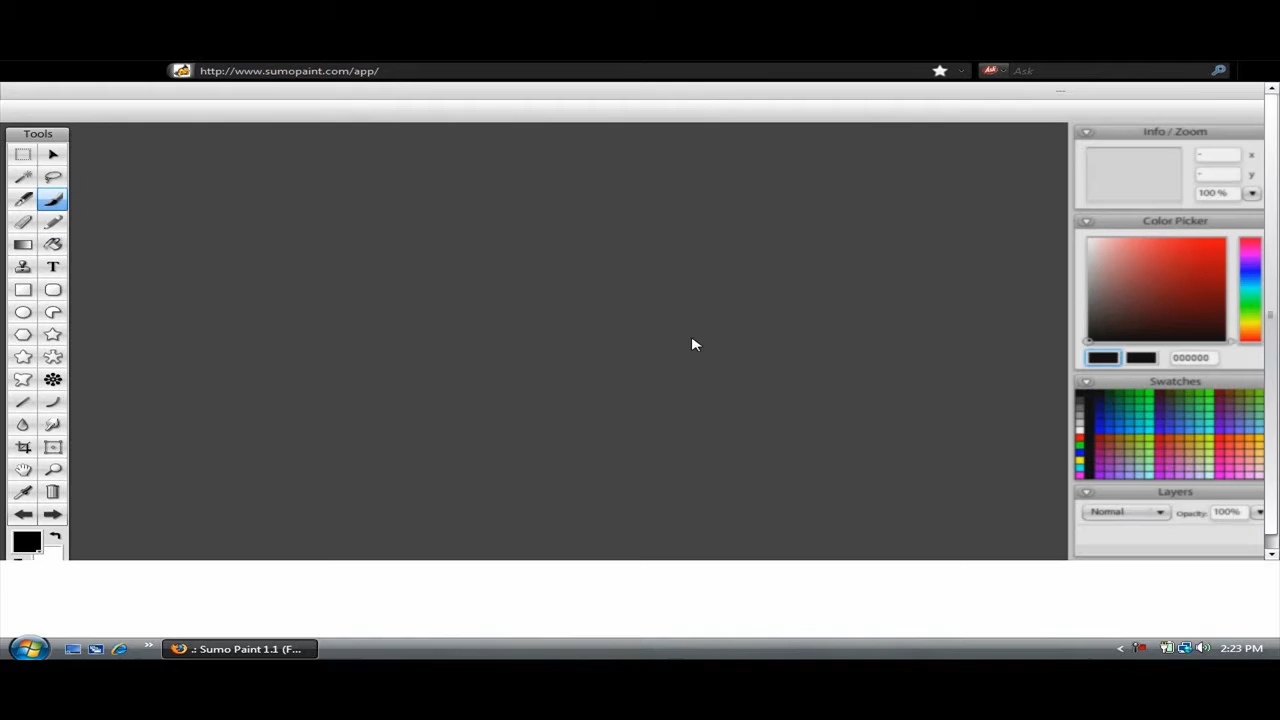 http://www.sumopaint.com/app/
Ask
Tools
T
Info / Zoom
- x
- y
100 %
Color Picker
000000
Swatches
Layers
Normal Opacity: 100%
.: Sumo Paint 1.1 (F...
2:23 PM